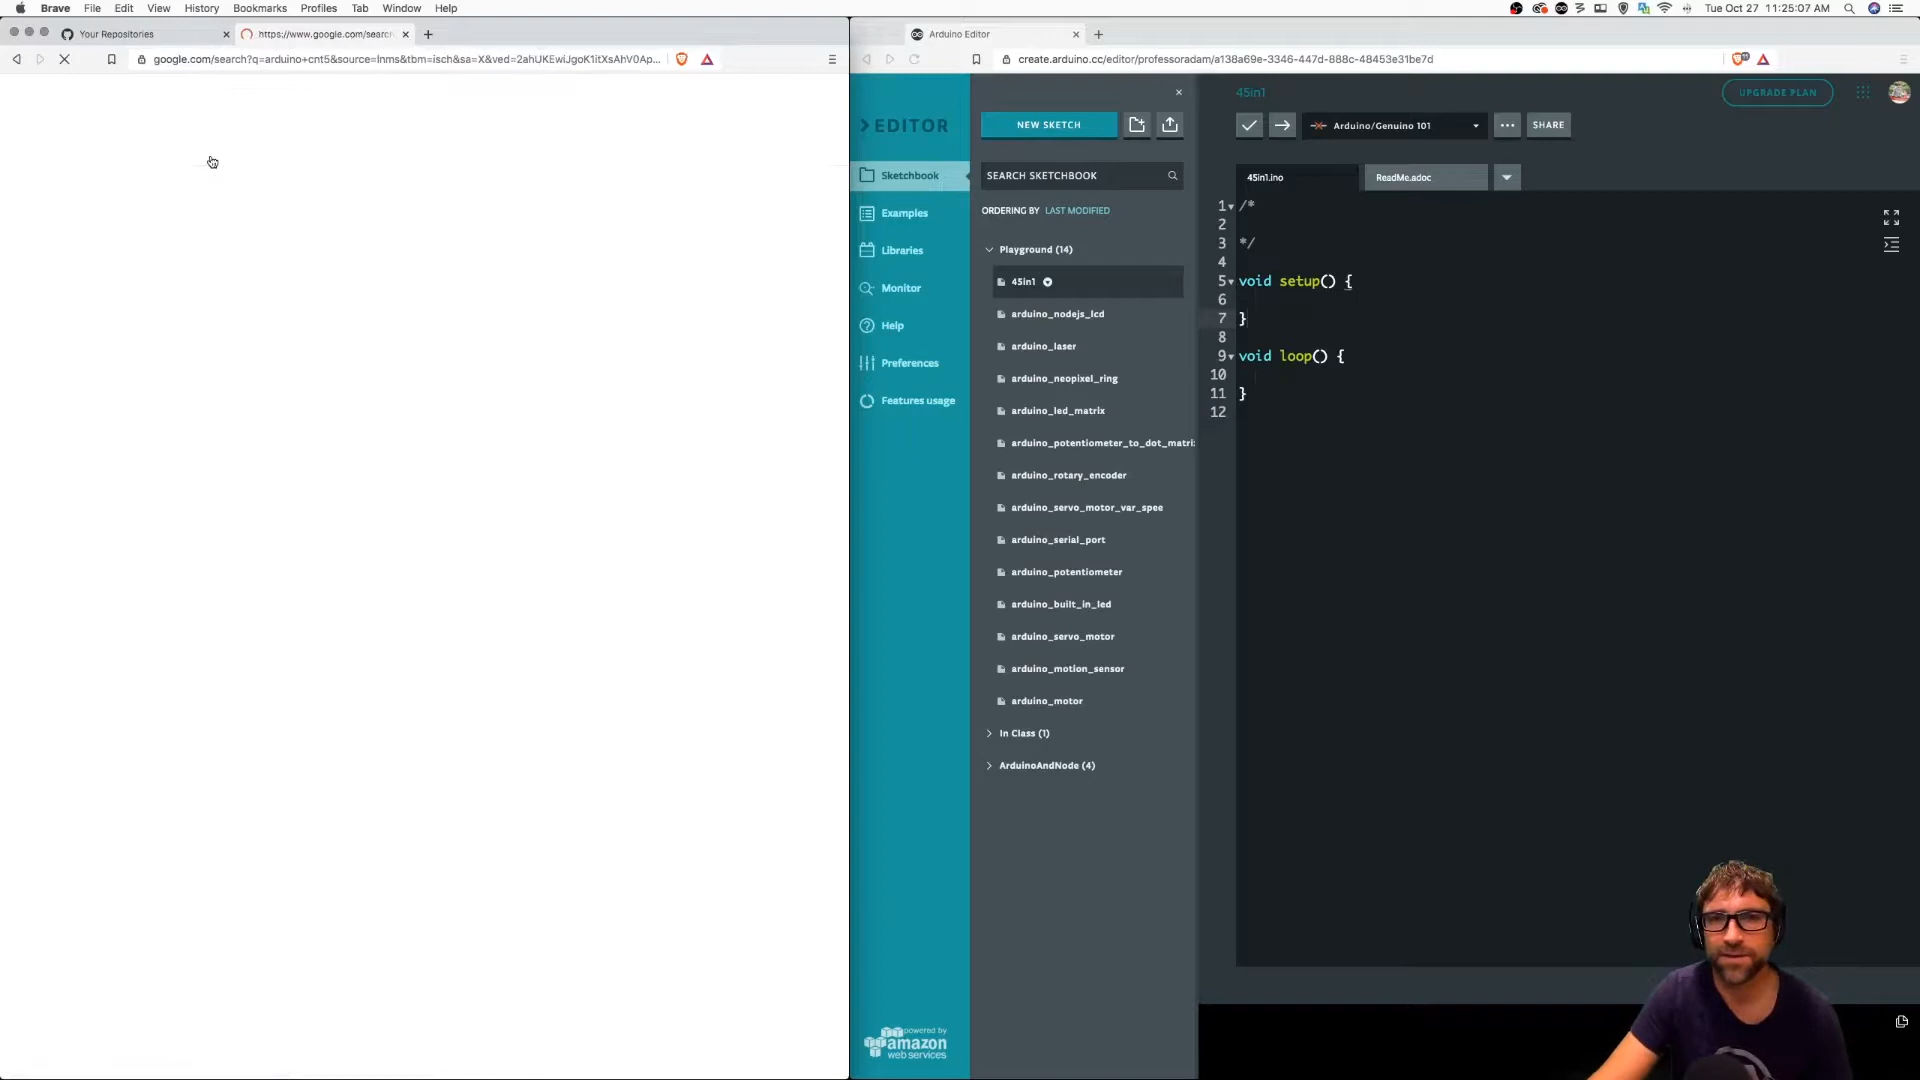 Brave File Edit View History Bookmarks Profiles Tab Window Help
Tue Oct 27 11:25:07 AM
Your Repositories
https://www.google.com/search
google.com/search?q=arduino+cnt5&source=lnms&tbm=isch&sa=X&ved=2ahUKEwiJgoK1itXsAhV0Ap...
Arduino Editor
create.arduino.cc/editor/professoradam/a138a69e-3346-447d-888c-48453e31be7d
EDITOR
Sketchbook
Examples
Libraries
Monitor
Help
Preferences
Features usage
powered by
amazon
web services
NEW SKETCH
SEARCH SKETCHBOOK
ORDERING BY LAST MODIFIED
Playground (14)
45in1
arduino_nodejs_lcd
arduino_laser
arduino_neopixel_ring
arduino_led_matrix
arduino_potentiometer_to_dot_matri
arduino_rotary_encoder
arduino_servo_motor_var_spee
arduino_serial_port
arduino_potentiometer
arduino_built_in_led
arduino_servo_motor
arduino_motion_sensor
arduino_motor
In Class (1)
ArduinoAndNode (4)
45in1
UPGRADE PLAN
Arduino/Genuino 101
SHARE
45in1.ino
ReadMe.adoc
1 /*
2
3 */
4
5 void setup() {
6
7 }
8
9 void loop() {
10
11 }
12